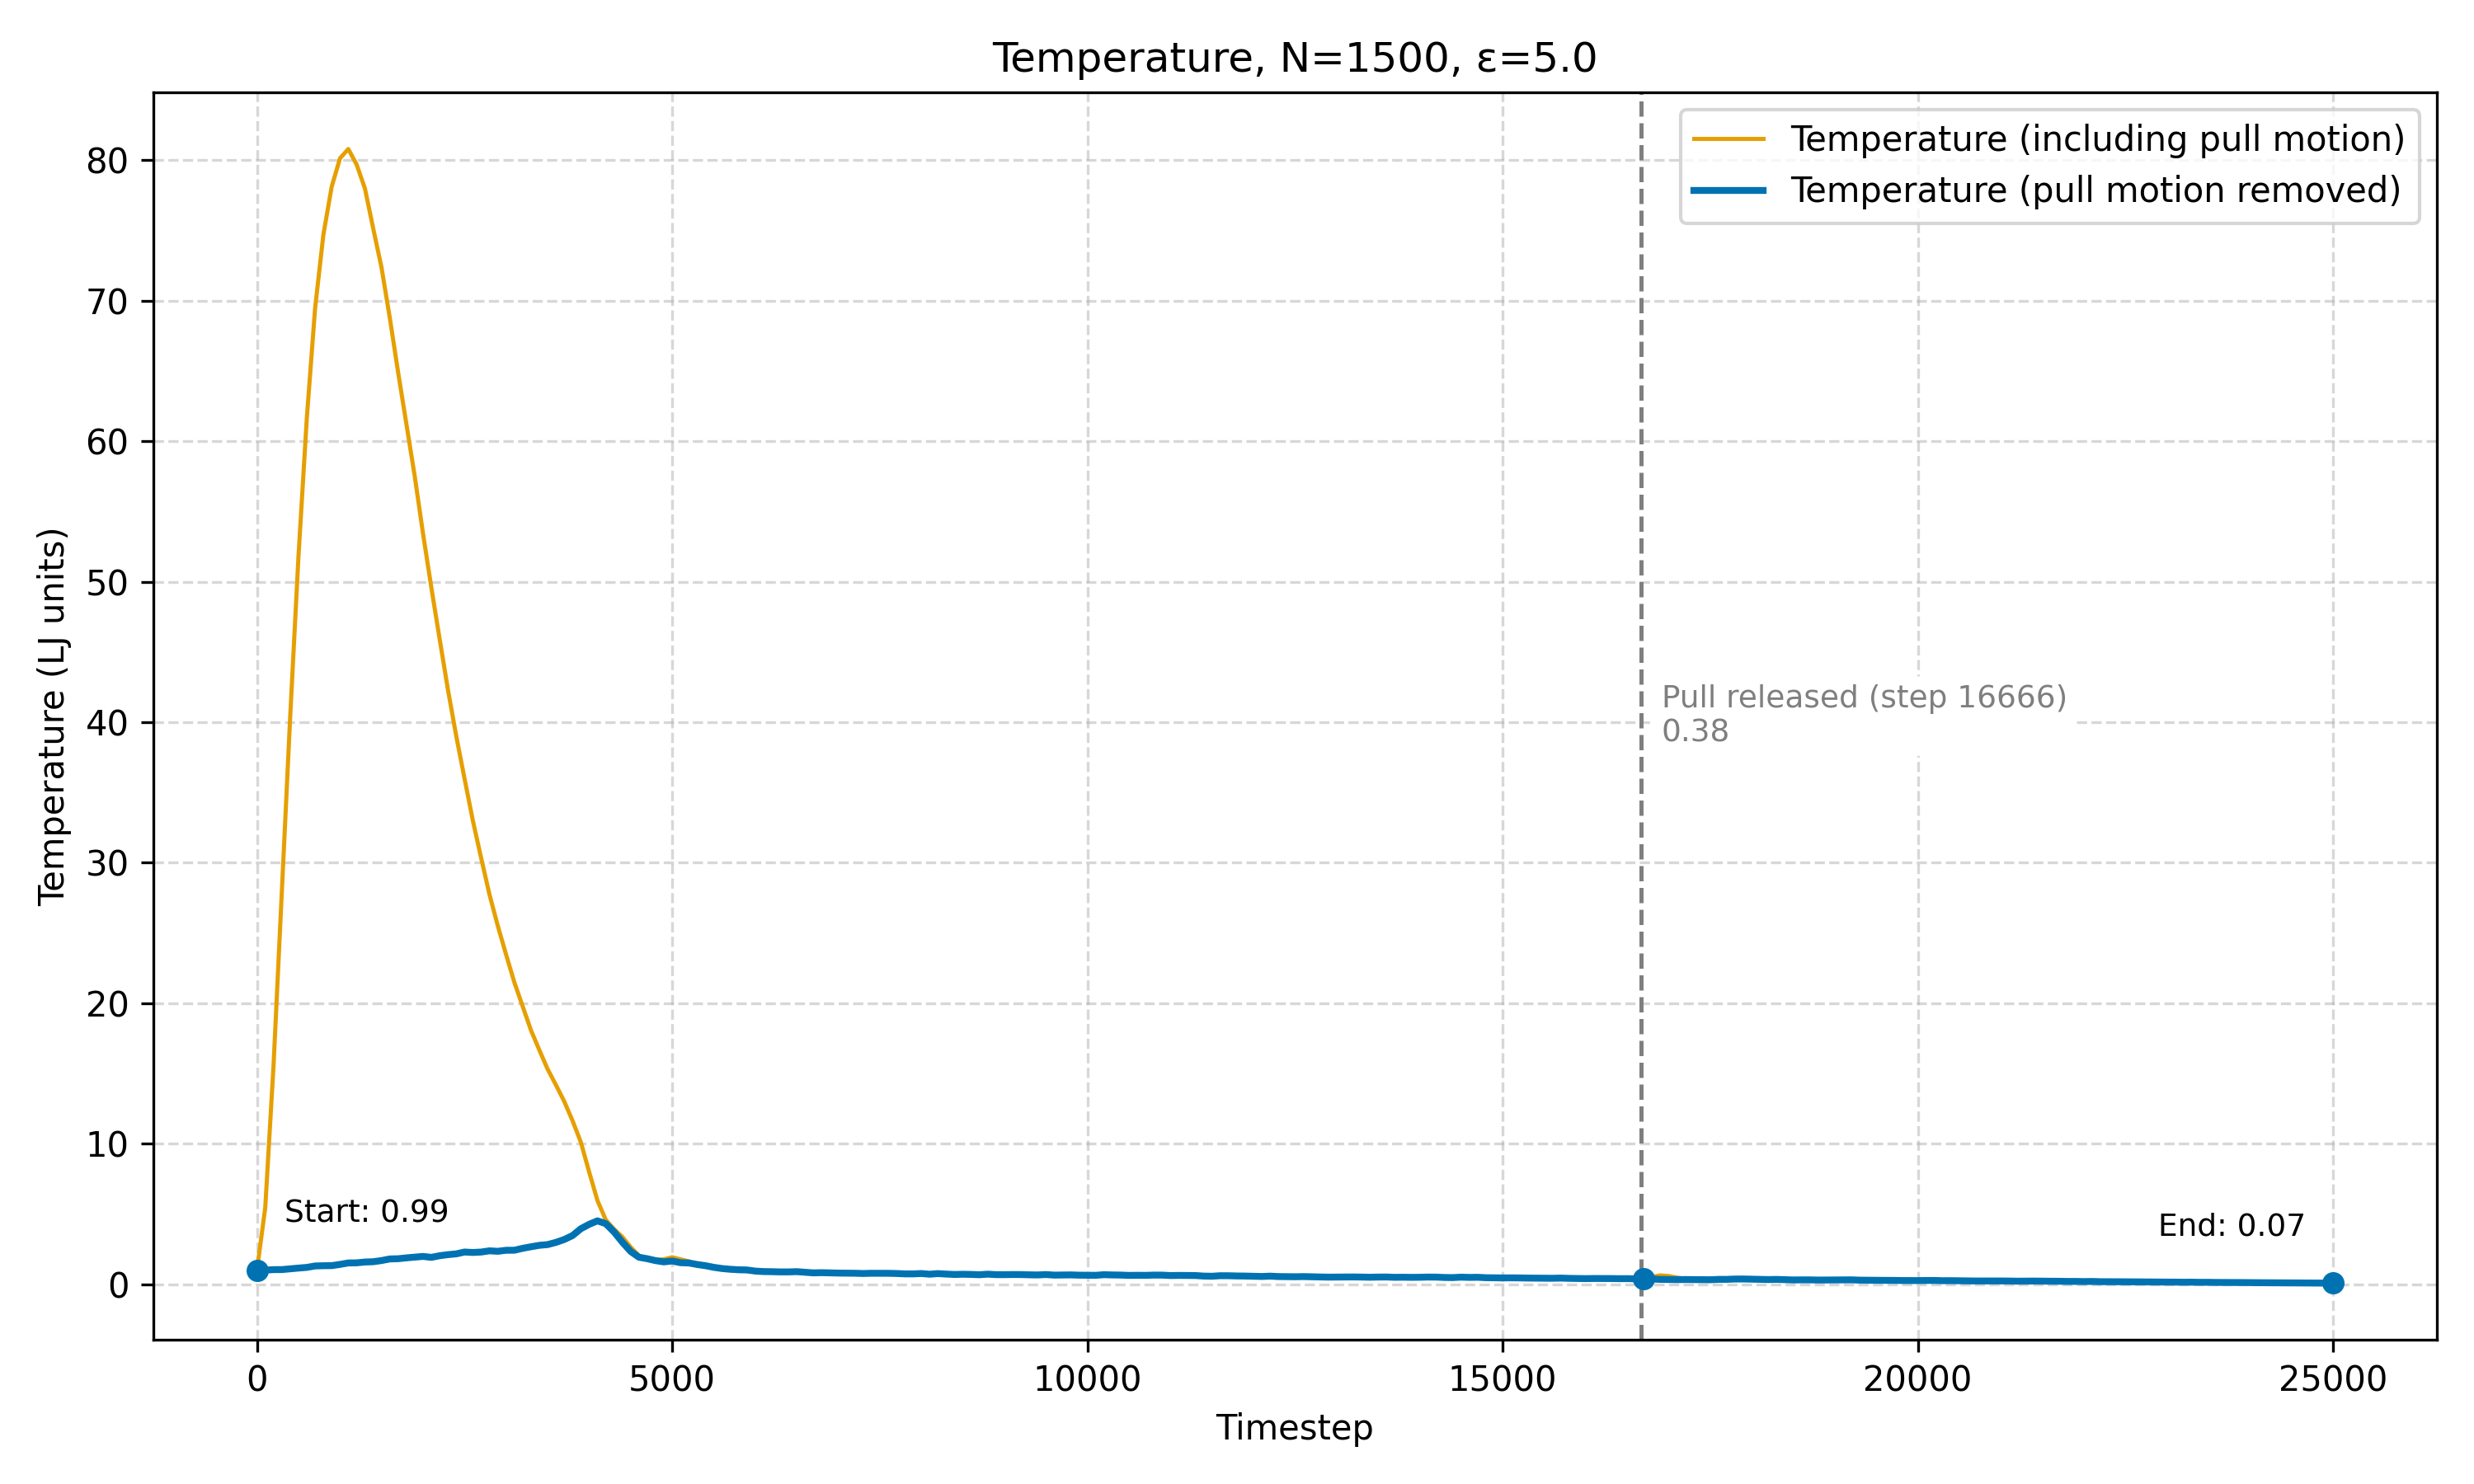 Temperature, N=1500, ε=5.0
Temperature (including pull motion)
Temperature (pull motion removed)
Temperature (LJ units)
80
70
60
50
40
30
20
10
0
Pull released (step 16666)
0.38
Start: 0.99
End: 0.07
0 5000 10000 15000 20000 25000
Timestep